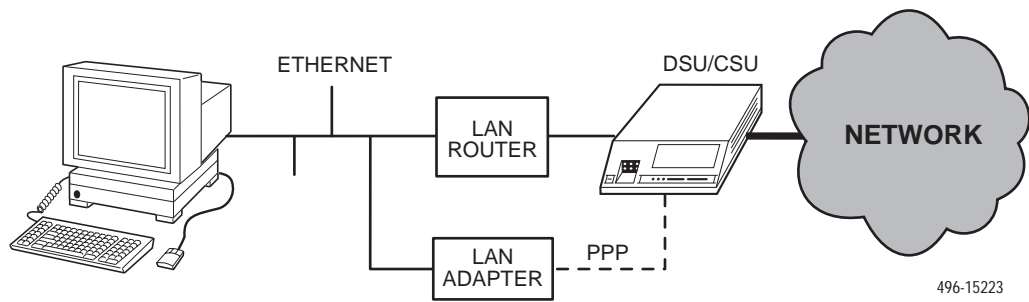 ETHERNET
DSU/CSU
LAN
ROUTER
NETWORK
LAN
ADAPTER
PPP
496-15223